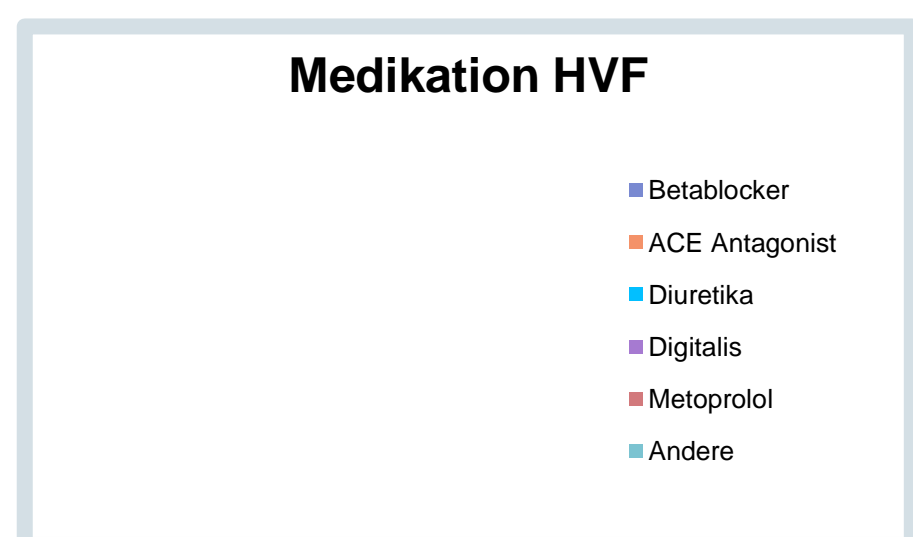 Medikation HVF
Betablocker
ACE Antagonist
Diuretika
Digitalis
Metoprolol
Andere